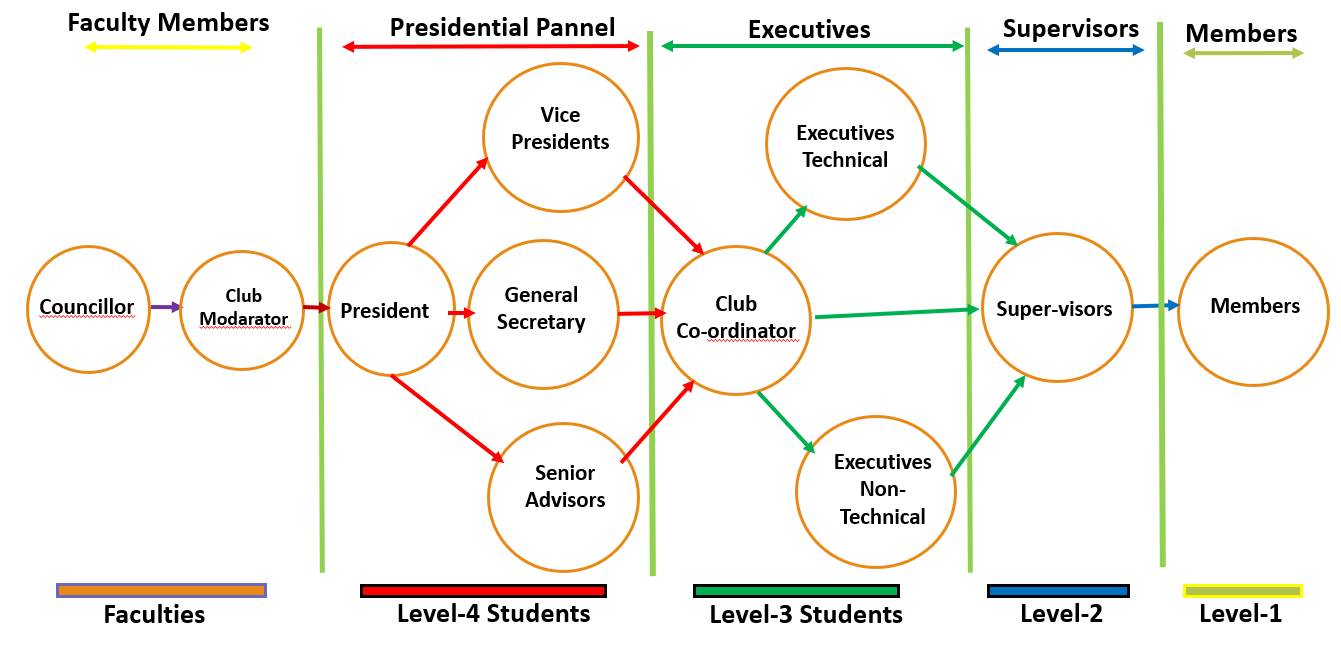 Faculty Members
Presidential Pannel
Executives
Supervisors
Members
Vice
Presidents
Executives
Technical
Councillor
Club
Modarator
President
General
Secretary
Club
Co-ordinator
Super-visors
Members
Senior
Advisors
Executives
Non-
Technical
Faculties
Level-4 Students
Level-3 Students
Level-2
Level-1